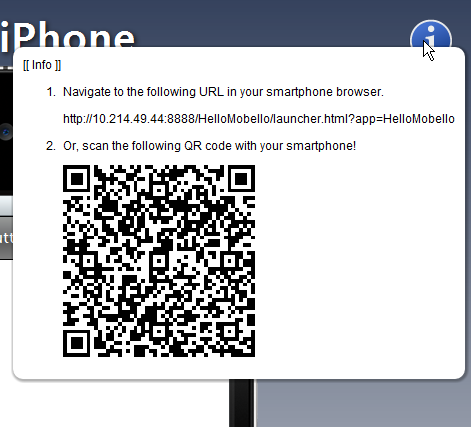 iPhone
[[ Info ]]
1. Navigate to the following URL in your smartphone browser.
http://10.214.49.44:8888/HelloMobello/launcher.html?app=HelloMobello
2. Or, scan the following QR code with your smartphone!